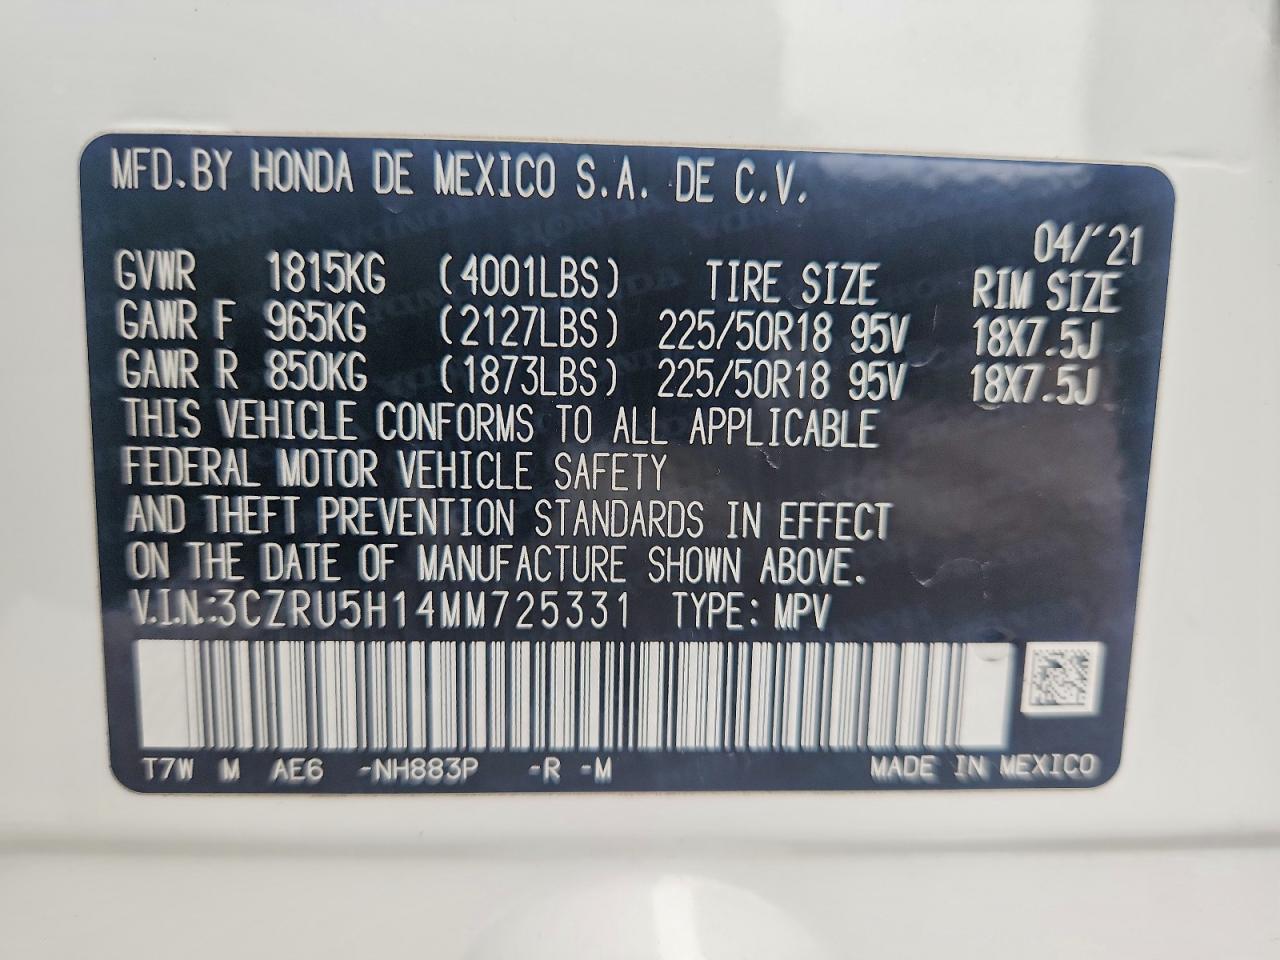 MFD.BY HONDA DE MEXICO S.A. DE C.V.
04/'21
GVWR 1815KG (4001LBS) TIRE SIZE RIM SIZE
GAWR F 965KG (2127LBS) 225/50R18 95V 18X7.5J
GAWR R 850KG (1873LBS) 225/50R18 95V 18X7.5J
THIS VEHICLE CONFORMS TO ALL APPLICABLE
FEDERAL MOTOR VEHICLE SAFETY
AND THEFT PREVENTION STANDARDS IN EFFECT
ON THE DATE OF MANUFACTURE SHOWN ABOVE.
V.I.N.:3CZRU5H14MM725331 TYPE: MPV
T7W M AE6 -NH883P -R -M MADE IN MEXICO